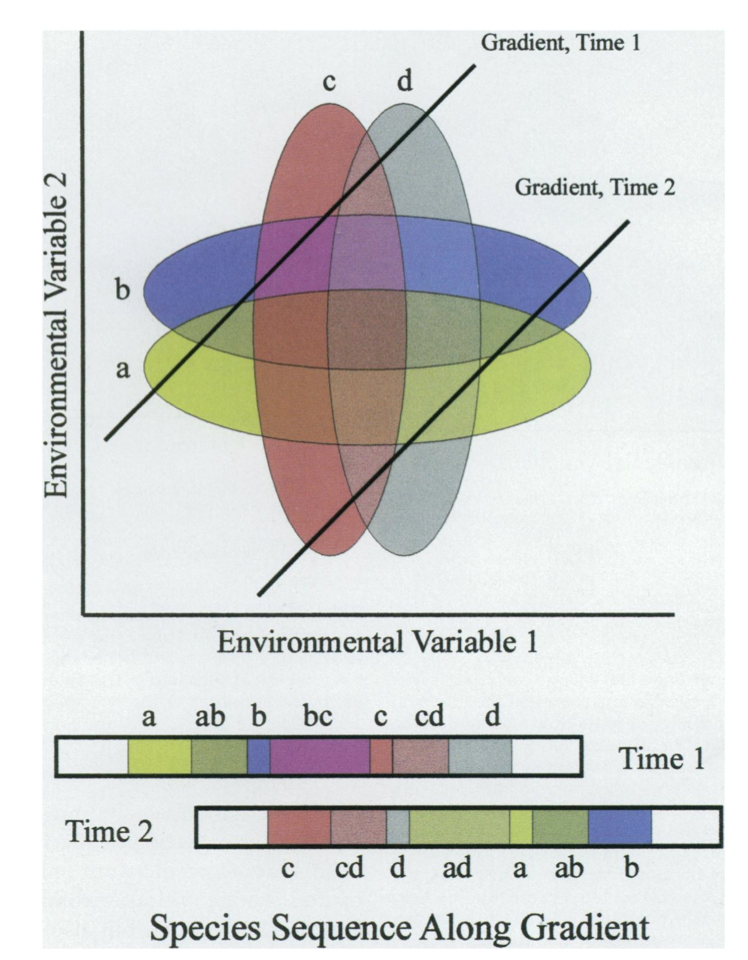 Gradient, Time 1
c d
Gradient, Time 2
Environmental Variable 2
b
a
Environmental Variable 1
a ab b bc c cd d
Time 1
Time 2
c cd d ad a ab b
Species Sequence Along Gradient